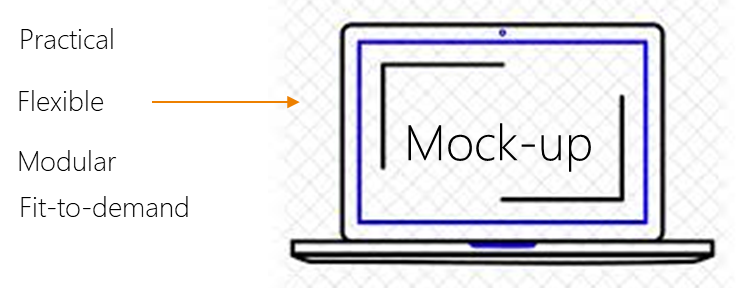 Practical
Flexible
Modular
Fit-to-demand
Mock-up